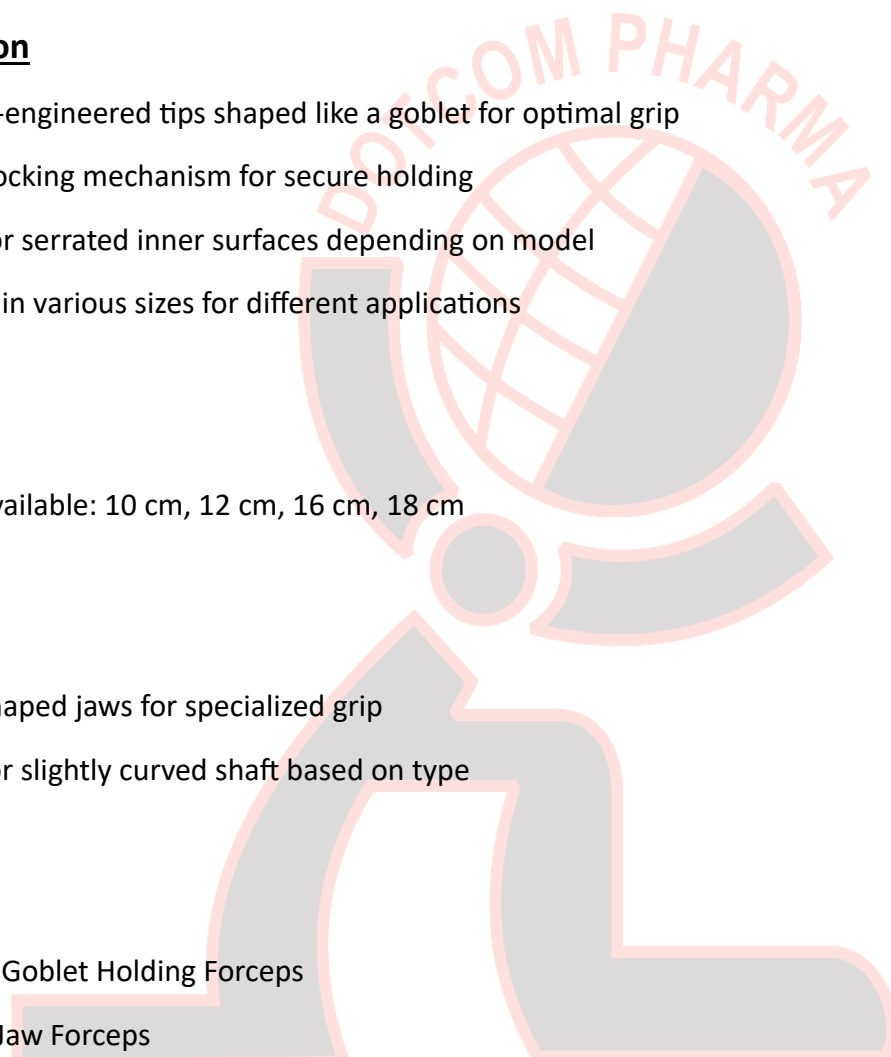 DOTCOM PHARMA
on
-engineered tips shaped like a goblet for optimal grip
ocking mechanism for secure holding
or serrated inner surfaces depending on model
in various sizes for different applications
vailable: 10 cm, 12 cm, 16 cm, 18 cm
haped jaws for specialized grip
or slightly curved shaft based on type
Goblet Holding Forceps
Jaw Forceps